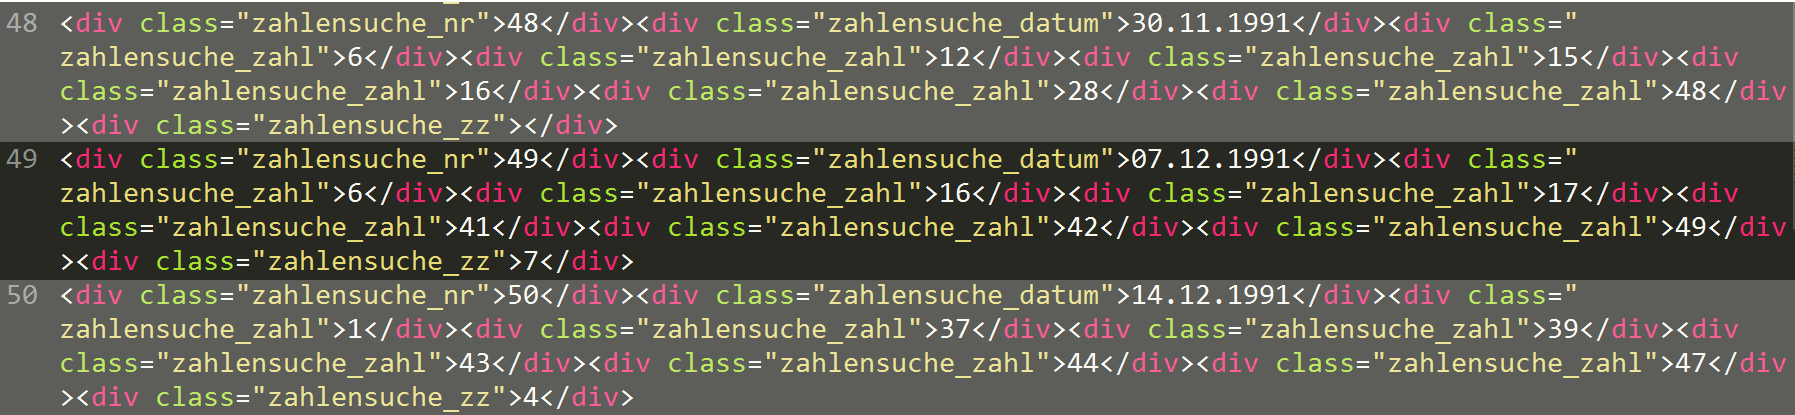 48 <div class="zahlensuche_nr">48</div><div class="zahlensuche_datum">30.11.1991</div><div class="
zahlensuche_zahl">6</div><div class="zahlensuche_zahl">12</div><div class="zahlensuche_zahl">15</div><div
class="zahlensuche_zahl">16</div><div class="zahlensuche_zahl">28</div><div class="zahlensuche_zahl">48</div
><div class="zahlensuche_zz"></div>
49 <div class="zahlensuche_nr">49</div><div class="zahlensuche_datum">07.12.1991</div><div class="
zahlensuche_zahl">6</div><div class="zahlensuche_zahl">16</div><div class="zahlensuche_zahl">17</div><div
class="zahlensuche_zahl">41</div><div class="zahlensuche_zahl">42</div><div class="zahlensuche_zahl">49</div
><div class="zahlensuche_zz">7</div>
50 <div class="zahlensuche_nr">50</div><div class="zahlensuche_datum">14.12.1991</div><div class="
zahlensuche_zahl">1</div><div class="zahlensuche_zahl">37</div><div class="zahlensuche_zahl">39</div><div
class="zahlensuche_zahl">43</div><div class="zahlensuche_zahl">44</div><div class="zahlensuche_zahl">47</div
><div class="zahlensuche_zz">4</div>